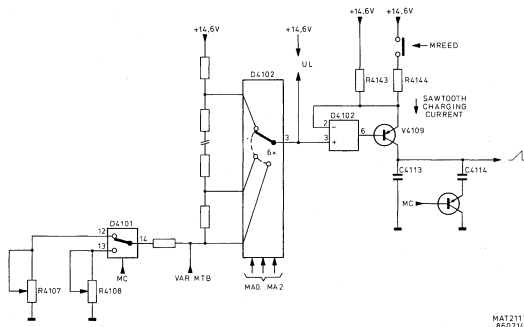 +14,6V
+14,6V
+14,6V
+14,6V
MREED
UL
D4102
R4143
R4144
SAWTOOTH
CHARGING
CURRENT
D4102
2
3
3
6
V4109
6x
C4113
C4114
MC
D4101
12
13
14
MC
VAR MTB
R4107
R4108
MA0. MA2
MAT211
860214